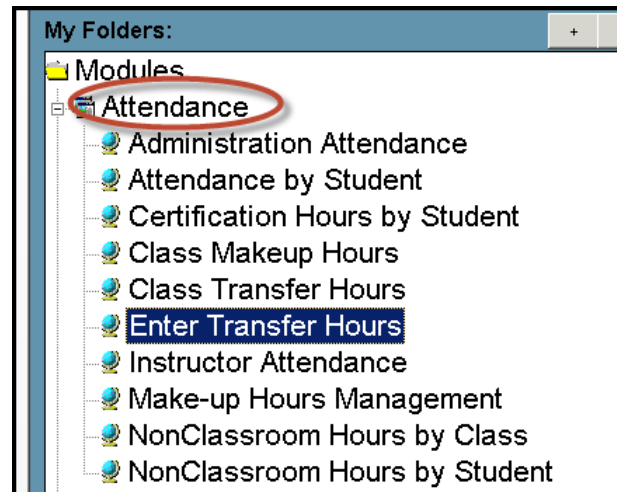 My Folders:
+
Modules
Attendance
Administration Attendance
Attendance by Student
Certification Hours by Student
Class Makeup Hours
Class Transfer Hours
Enter Transfer Hours
Instructor Attendance
Make-up Hours Management
NonClassroom Hours by Class
NonClassroom Hours by Student